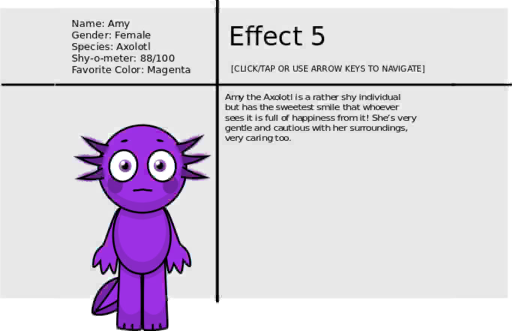 Name: Amy
Gender: Female
Species: Axolotl
Shy-o-meter: 88/100
Favorite Color: Magenta
Effect 5
[CLICK/TAP OR USE ARROW KEYS TO NAVIGATE]
Amy the Axolotl is a rather shy individual
but has the sweetest smile that whoever
sees it is full of happiness from it! She's very
gentle and cautious with her surroundings,
very caring too.